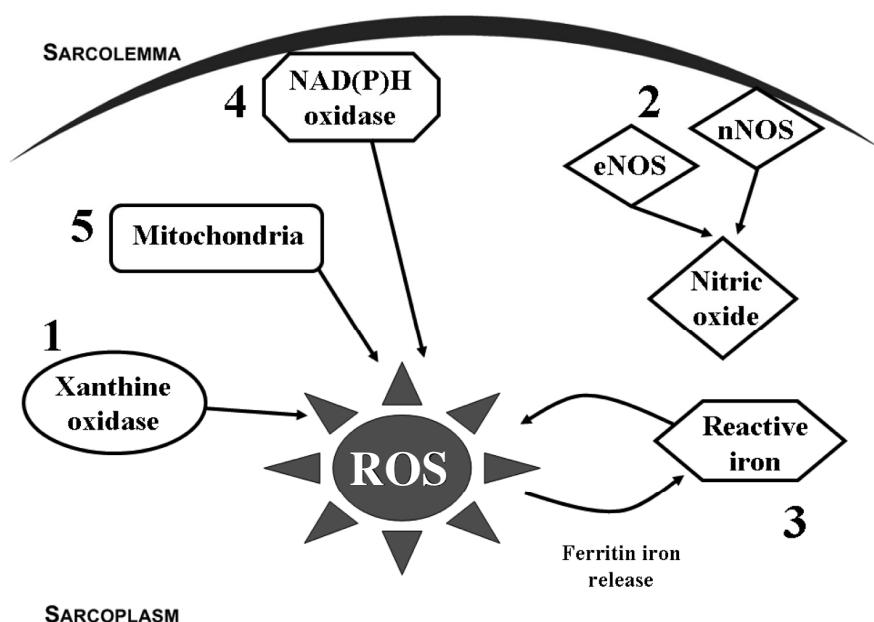 SARCOLEMMA
4
NAD(P)H
oxidase
2
nNOS
eNOS
5
Mitochondria
Nitric
oxide
1
Xanthine
oxidase
ROS
Reactive
iron
3
Ferritin iron
release
SARCOPLASM